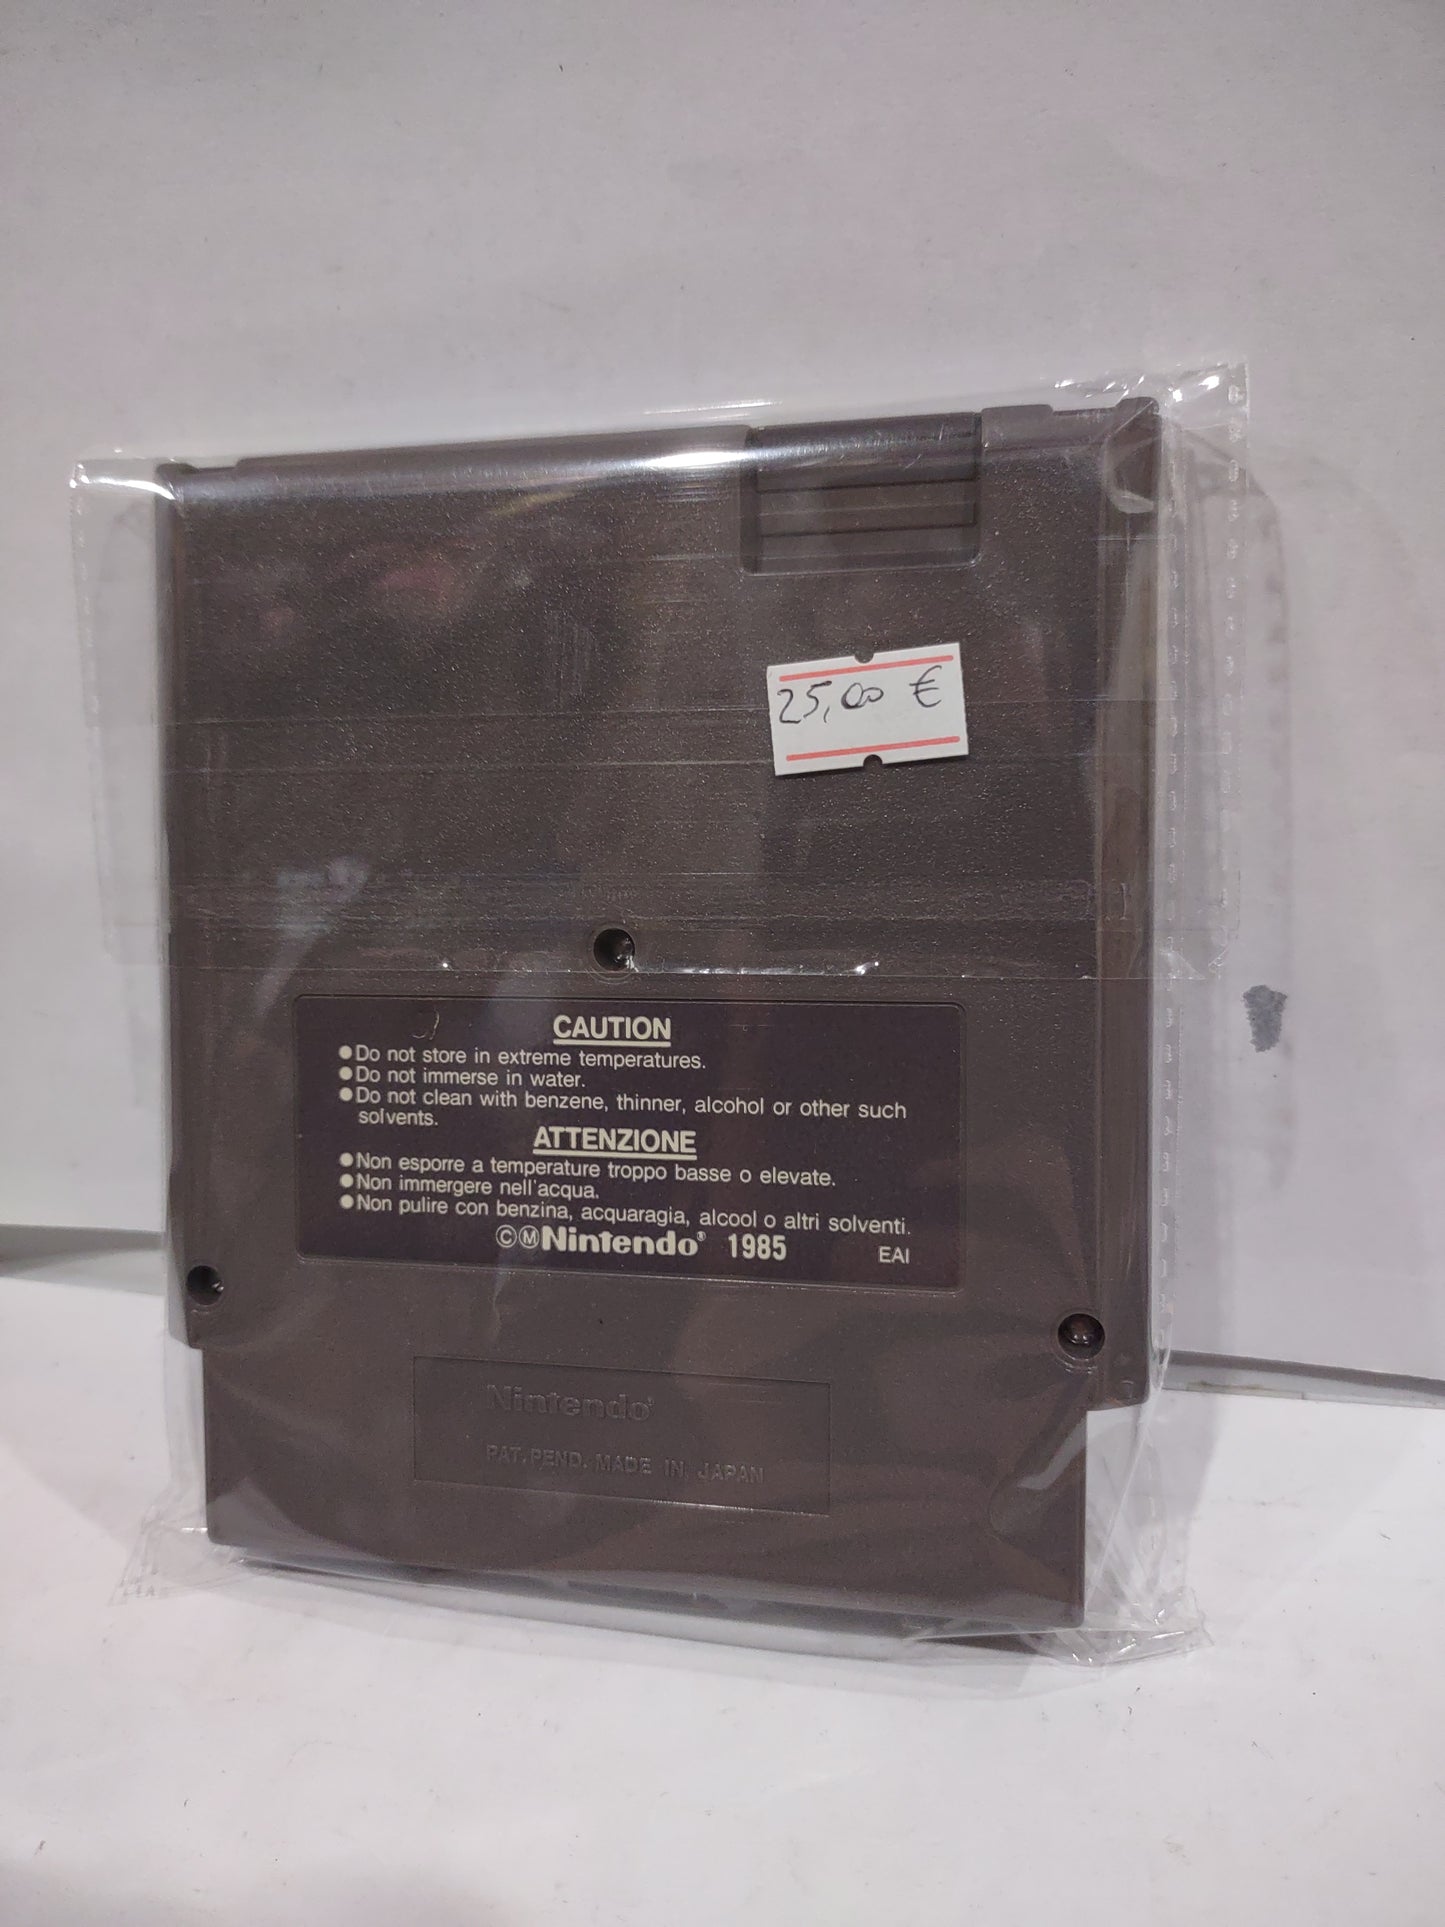 25,00 €
CAUTION
●Do not store in extreme temperatures.
●Do not immerse in water.
●Do not clean with benzene, thinner, alcohol or other such
solvents.
ATTENZIONE
●Non esporre a temperature troppo basse o elevate.
●Non immergere nell'acqua.
●Non pulire con benzina, acquaragia, alcool o altri solventi.
©ⓂNintendo® 1985 EAI
Nintendo®
PAT. PEND. MADE IN JAPAN